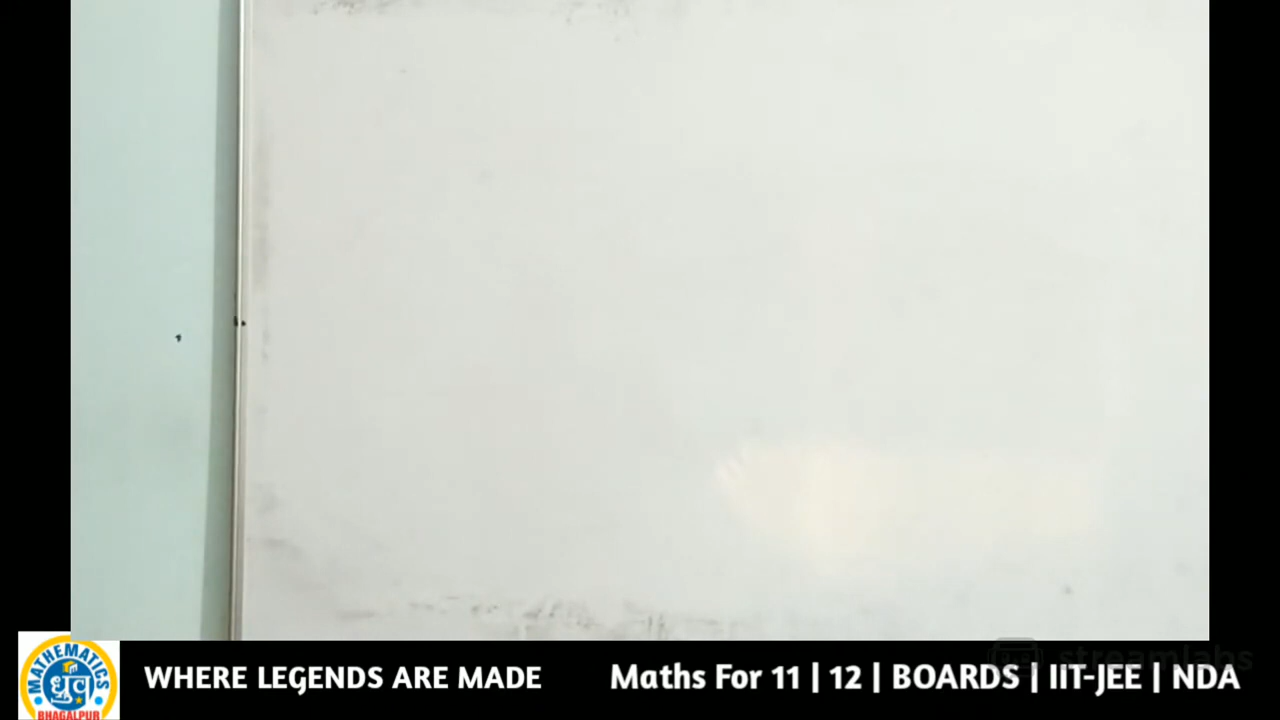 MATHEMATICS
ध्रुव
BHAGALPUR
WHERE LEGENDS ARE MADE
Maths For 11 | 12 | BOARDS | IIT-JEE | NDA
streamlabs